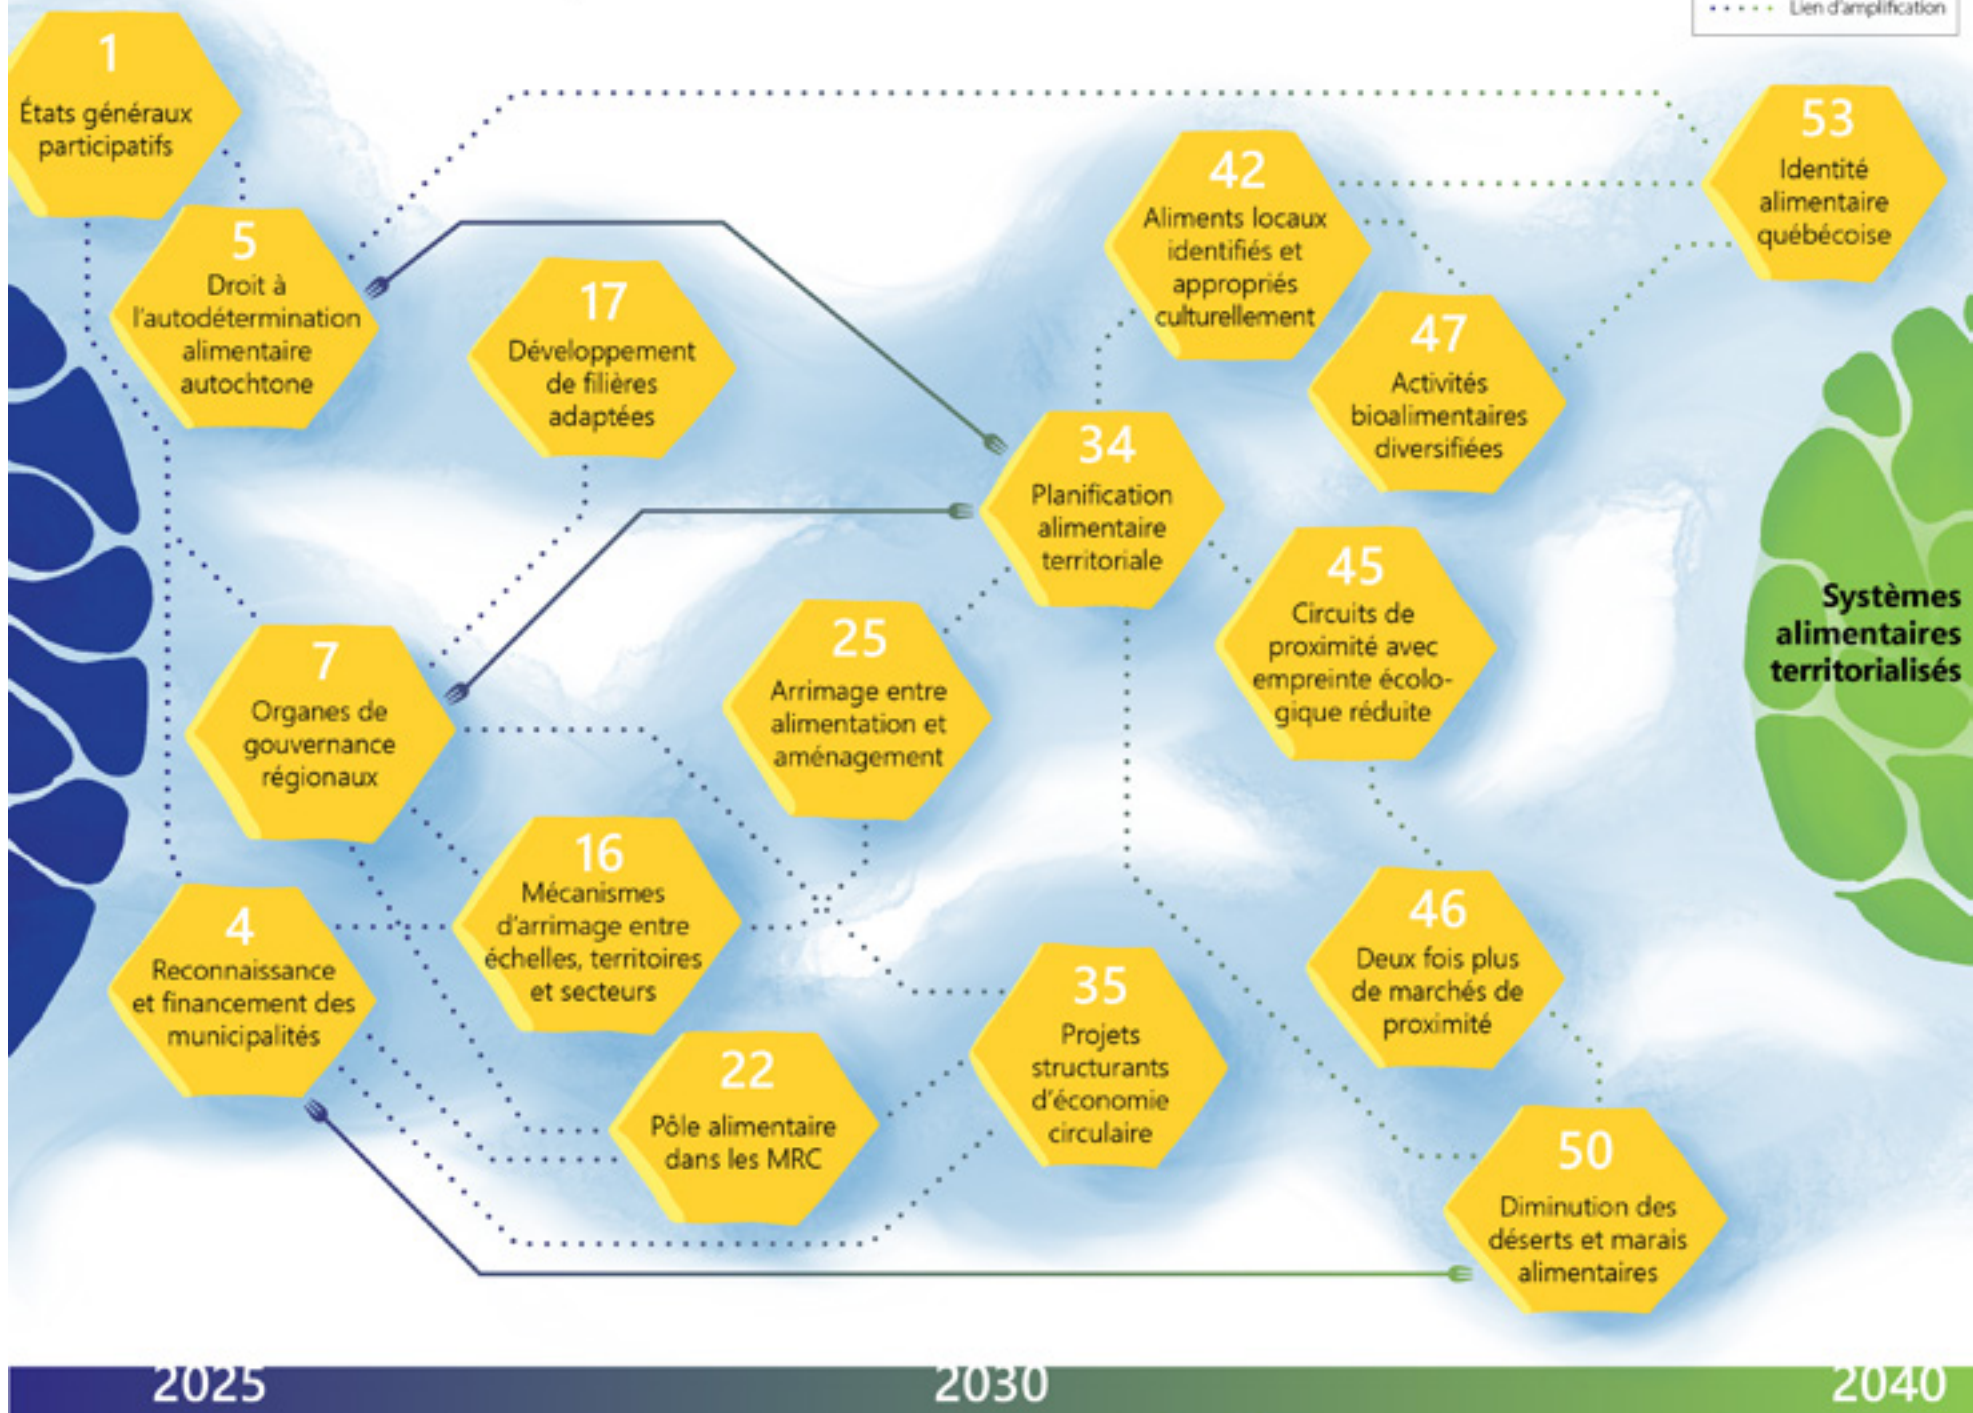 Lien d'amplification
1
États généraux
participatifs
5
Droit à
l'autodétermination
alimentaire
autochtone
17
Développement
de filières
adaptées
42
Aliments locaux
identifiés et
appropriés
culturellement
53
Identité
alimentaire
québécoise
47
Activités
bioalimentaires
diversifiées
34
Planification
alimentaire
territoriale
45
Circuits de
proximité avec
empreinte écolo-
gique réduite
Systèmes
alimentaires
territorialisés
7
Organes de
gouvernance
régionaux
25
Arrimage entre
alimentation et
aménagement
16
Mécanismes
d'arrimage entre
échelles, territoires
et secteurs
4
Reconnaissance
et financement des
municipalités
22
Pôle alimentaire
dans les MRC
35
Projets
structurants
d'économie
circulaire
46
Deux fois plus
de marchés de
proximité
50
Diminution des
déserts et marais
alimentaires
2025
2030
2040